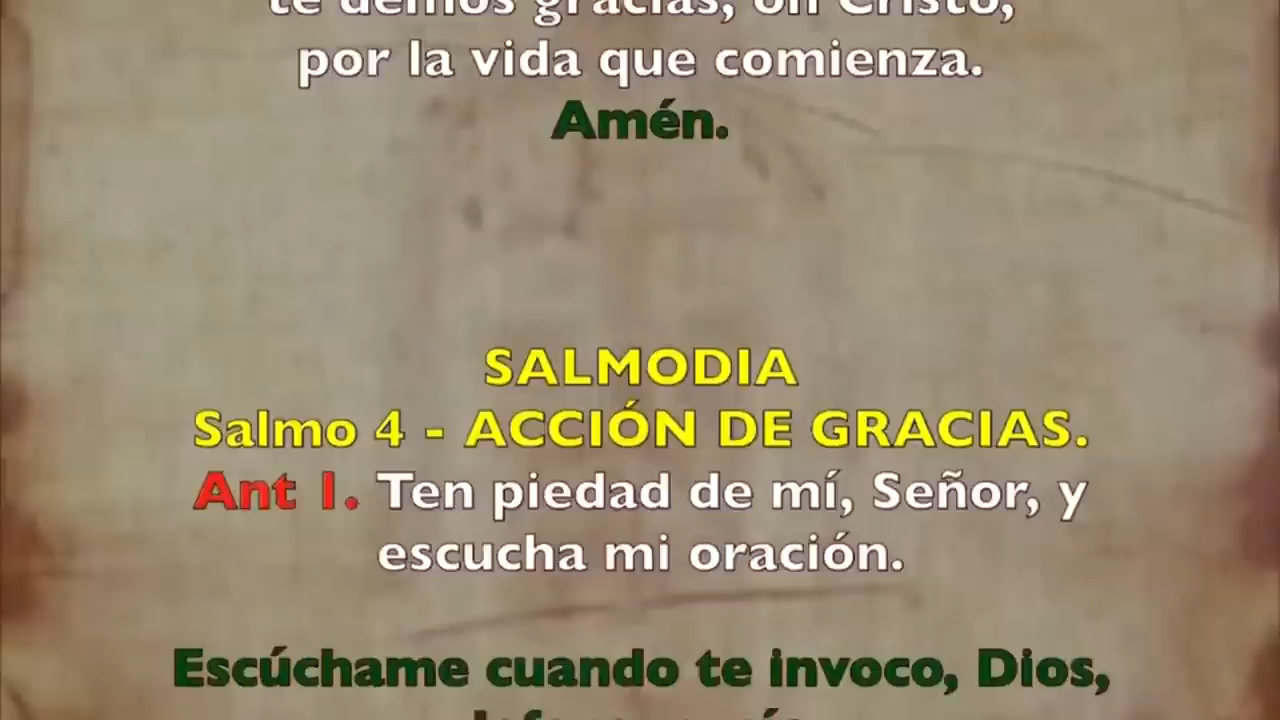 te demos gracias, oh Cristo,
por la vida que comienza.
Amén.
SALMODIA
Salmo 4 - ACCIÓN DE GRACIAS.
Ant 1. Ten piedad de mí, Señor, y
escucha mi oración.
Escúchame cuando te invoco, Dios,